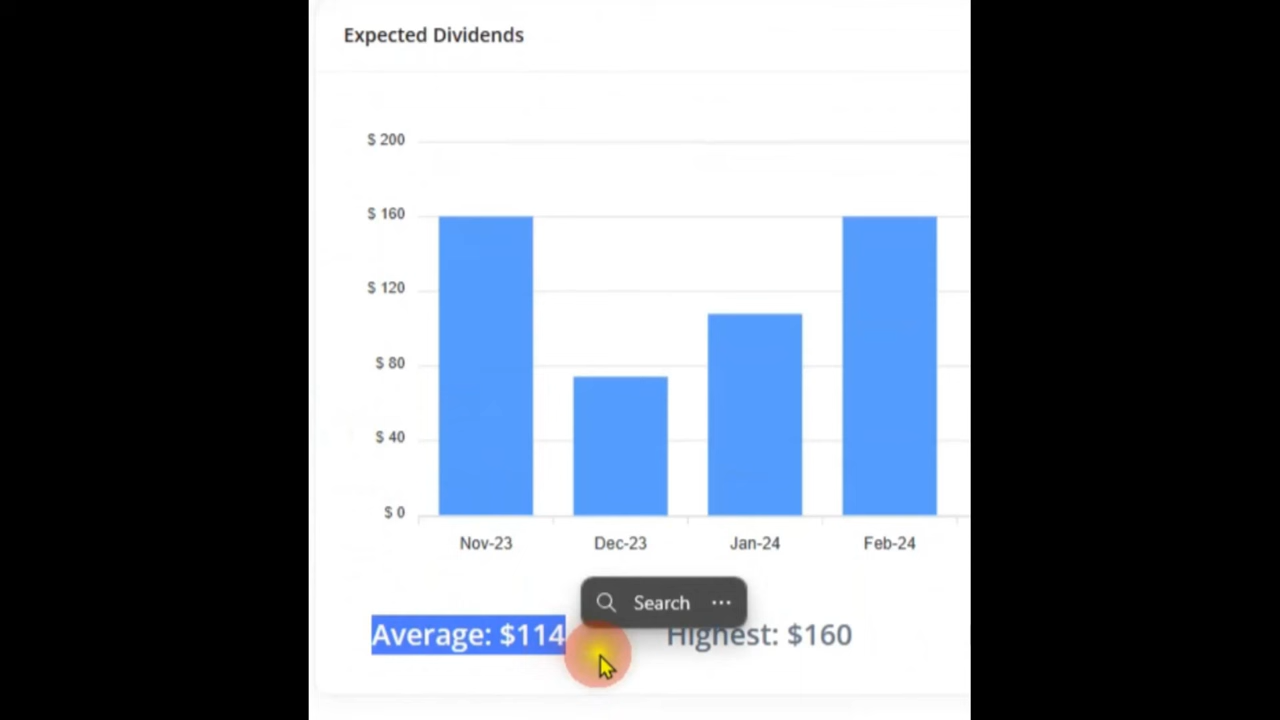 Expected Dividends
$ 200
$ 160
$ 120
$ 80
$ 40
$ 0
Nov-23 Dec-23 Jan-24 Feb-24
Search ...
Average: $114 Highest: $160